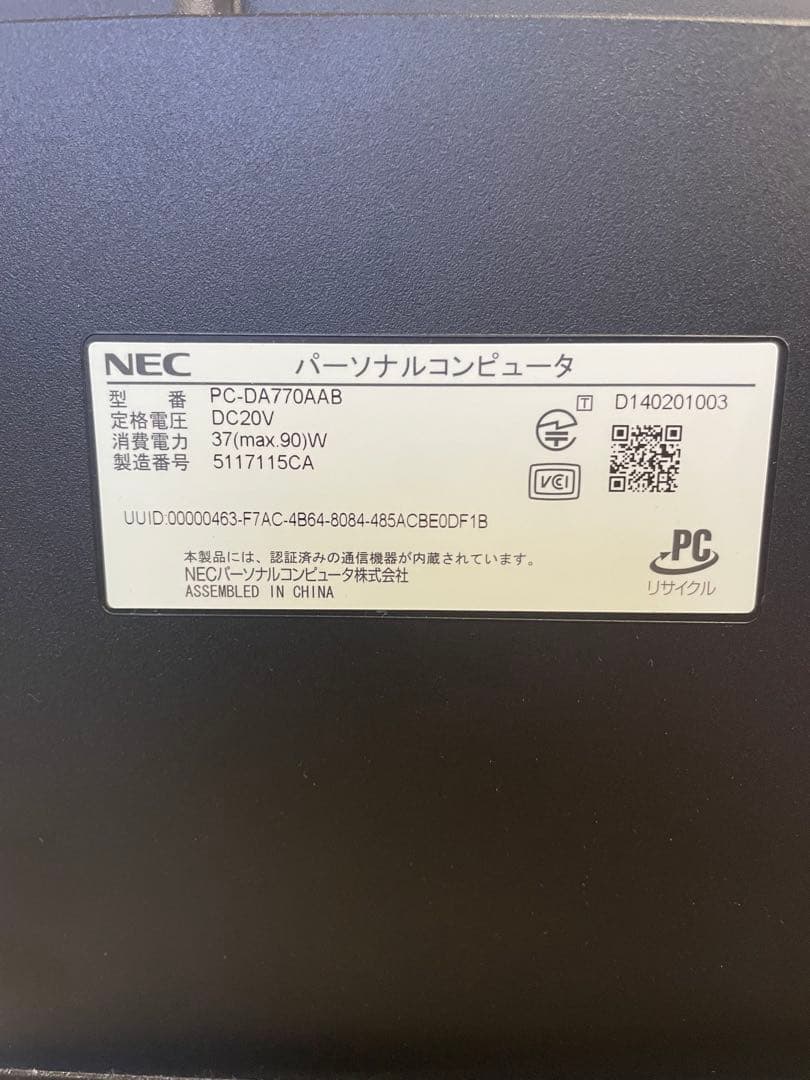 NEC パーソナルコンピュータ
型番 PC-DA770AAB
定格電圧 DC20V
消費電力 37(max.90)W
製造番号 5117115CA
T D140201003
VCI
UUID:00000463-F7AC-4B64-8084-485ACBE0DF1B
本製品には、認証済みの通信機器が内蔵されています。
NECパーソナルコンピュータ株式会社
ASSEMBLED IN CHINA
PC
リサイクル